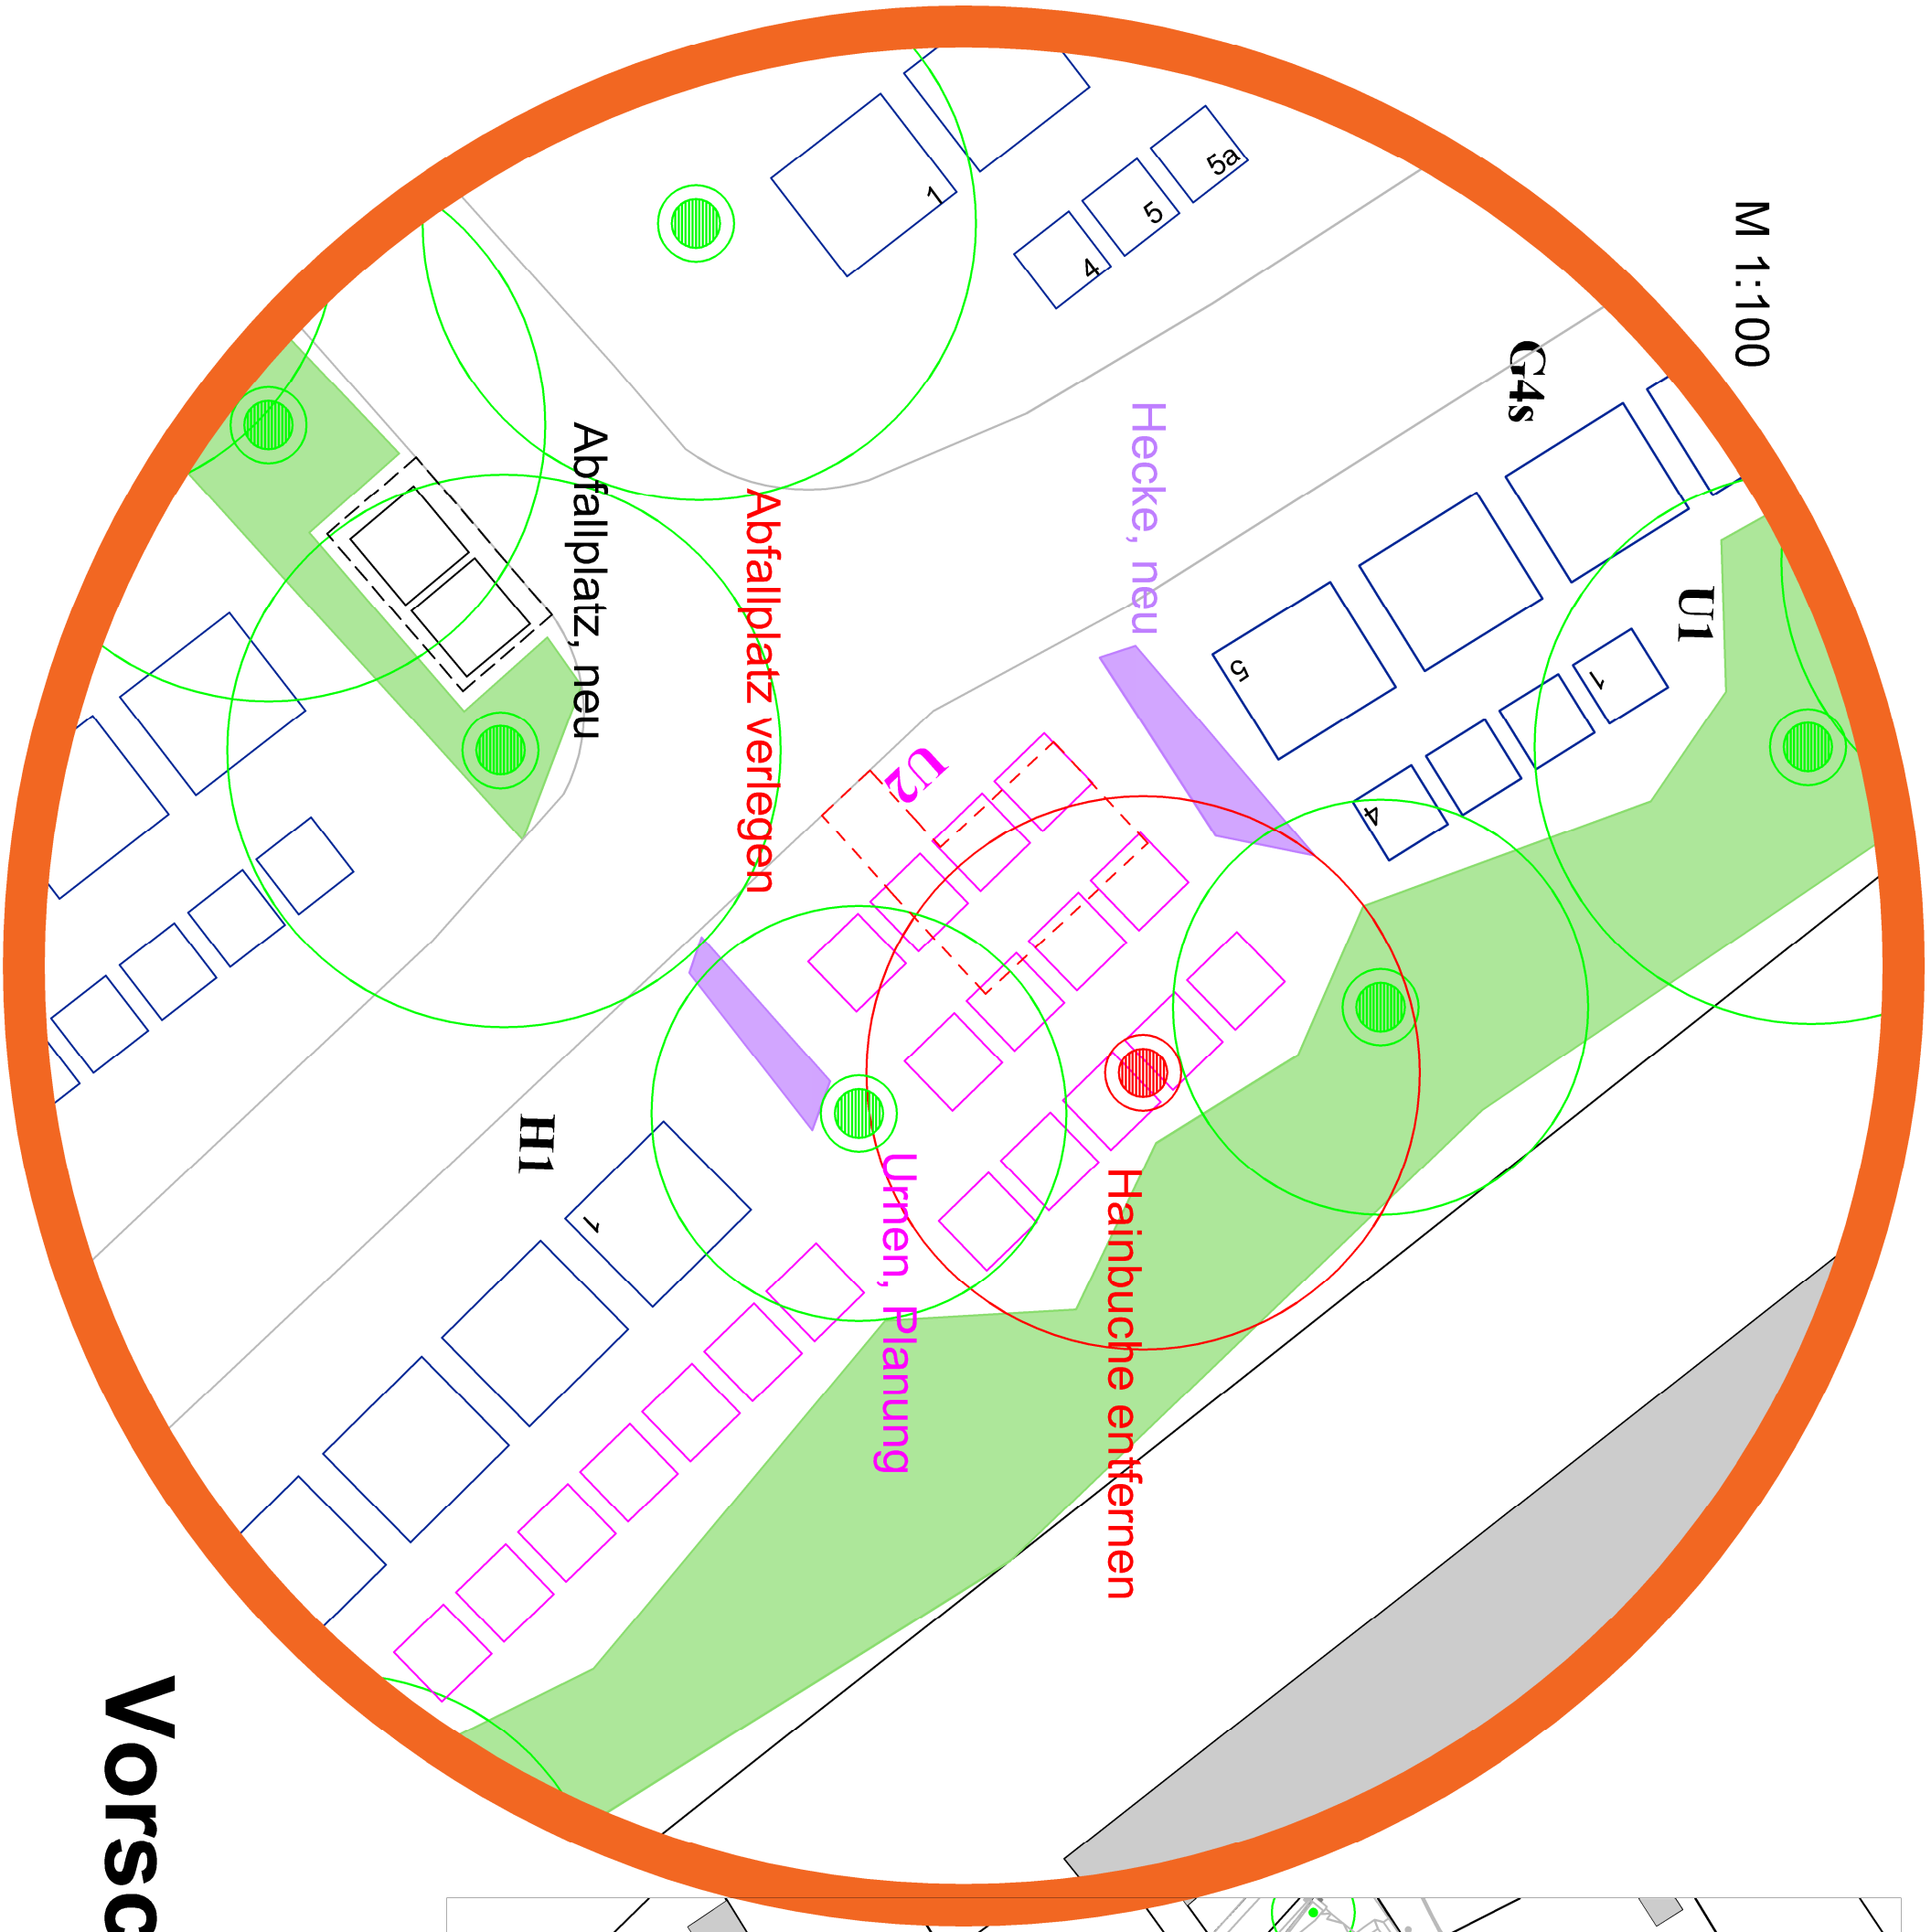 M 1:100
G4s
U1
Hecke, neu
Abfallplatz verlegen
Abfallplatz, neu
U2
Urnen, Planung
Hainbuche entfernen
H1
1
4
5
5a
5
1
4
1
Vorsc